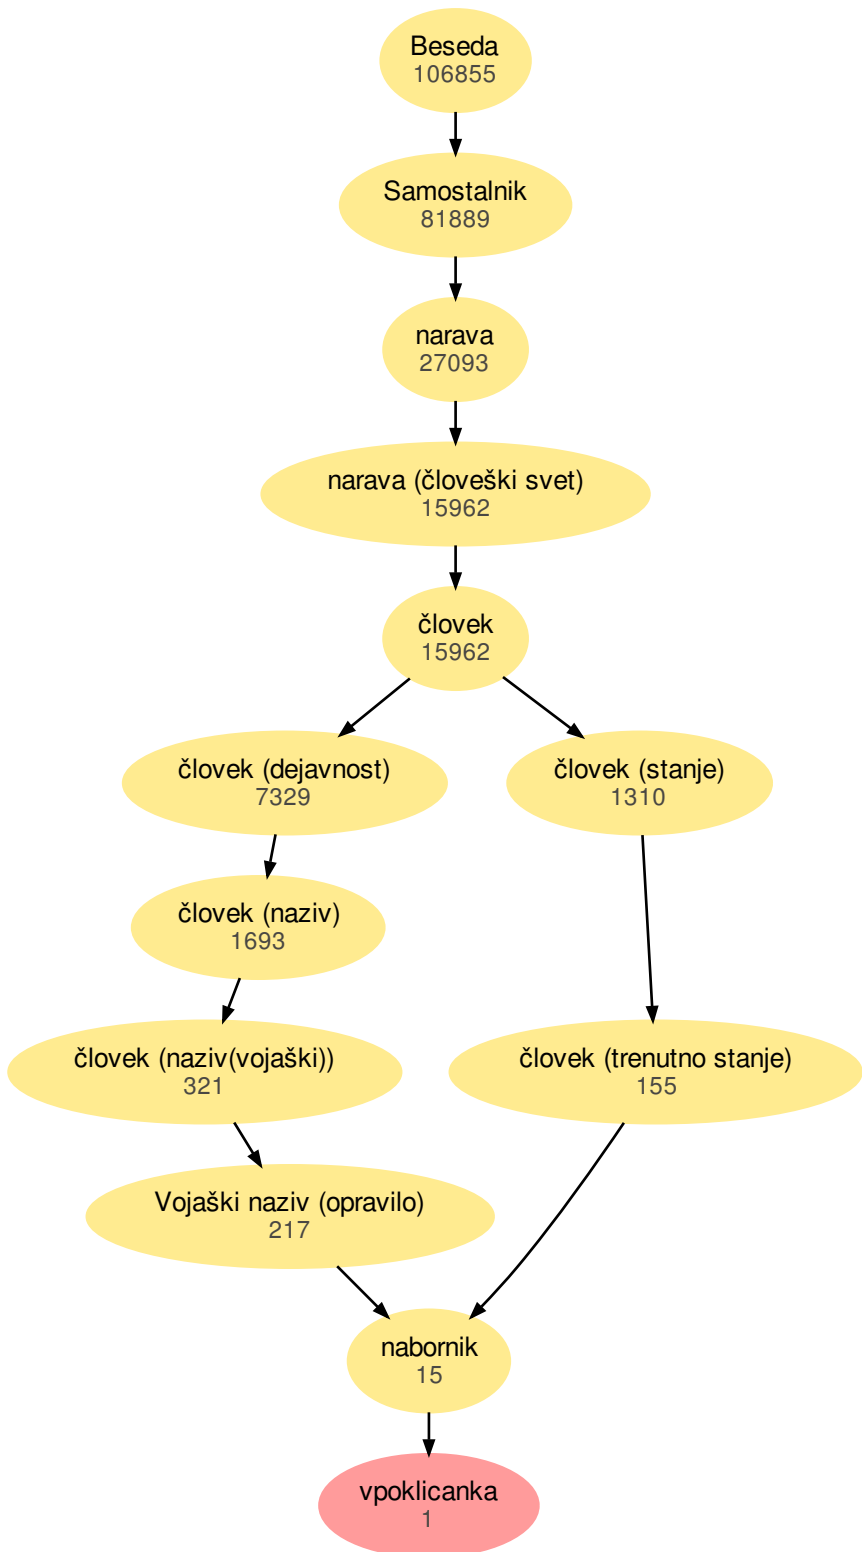 Beseda
106855
Samostalnik
81889
narava
27093
narava (človeški svet)
15962
človek
15962
človek (dejavnost)
7329
človek (stanje)
1310
človek (naziv)
1693
človek (naziv(vojaški))
321
človek (trenutno stanje)
155
Vojaški naziv (opravilo)
217
nabornik
15
vpoklicanka
1